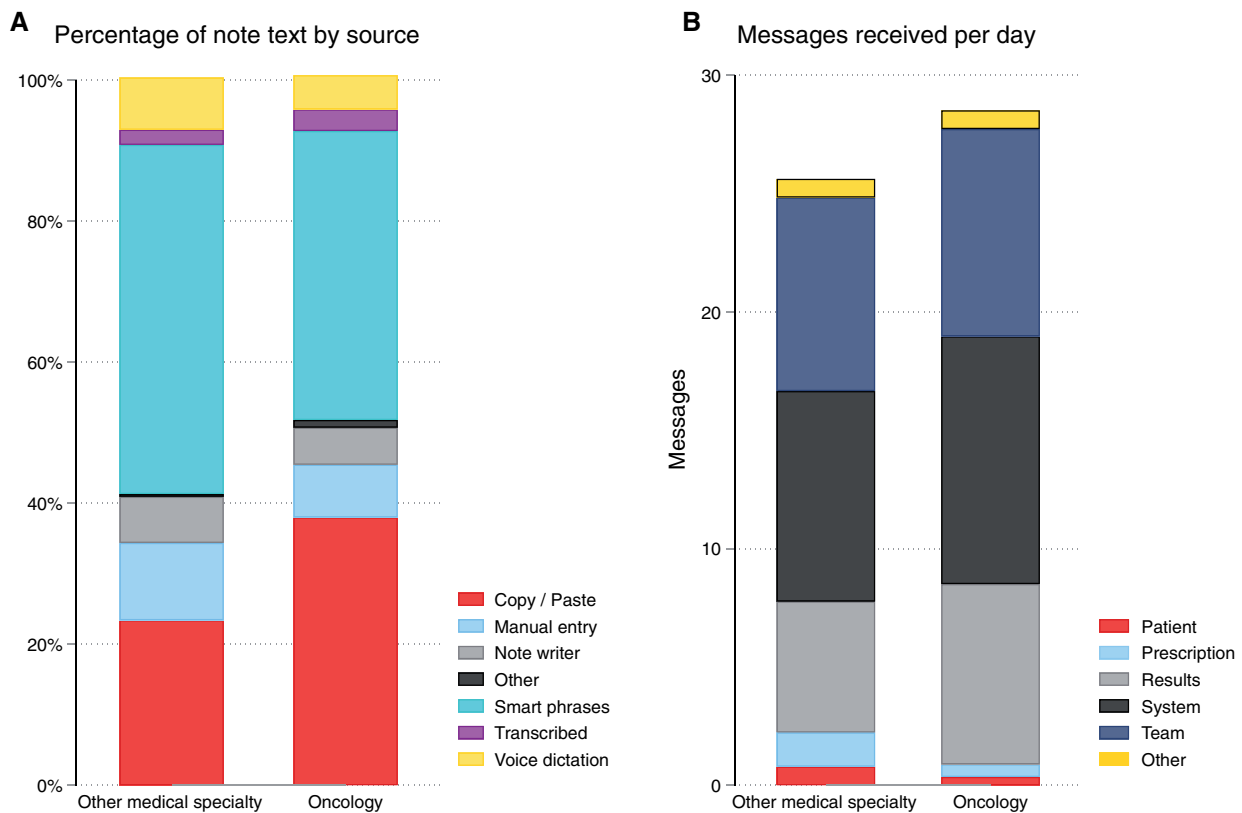 A
Percentage of note text by source
100%
80%
60%
40%
20%
0%
Other medical specialty
Oncology
Copy / Paste
Manual entry
Note writer
Other
Smart phrases
Transcribed
Voice dictation
B
Messages received per day
Messages
30
20
10
0
Other medical specialty
Oncology
Patient
Prescription
Results
System
Team
Other